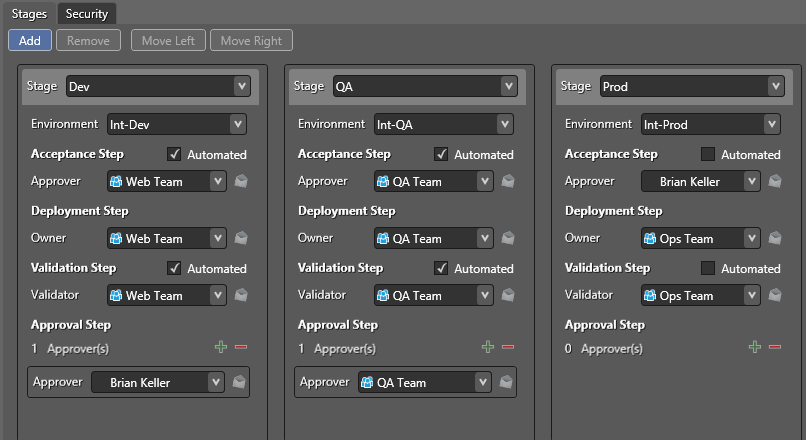 Stages Security
Add Remove Move Left Move Right
Stage Dev
Environment Int-Dev
Acceptance Step Automated
Approver Web Team
Deployment Step
Owner Web Team
Validation Step Automated
Validator Web Team
Approval Step
1 Approver(s)
Approver Brian Keller
Stage QA
Environment Int-QA
Acceptance Step Automated
Approver QA Team
Deployment Step
Owner QA Team
Validation Step Automated
Validator QA Team
Approval Step
1 Approver(s)
Approver QA Team
Stage Prod
Environment Int-Prod
Acceptance Step Automated
Approver Brian Keller
Deployment Step
Owner Ops Team
Validation Step Automated
Validator Ops Team
Approval Step
0 Approver(s)